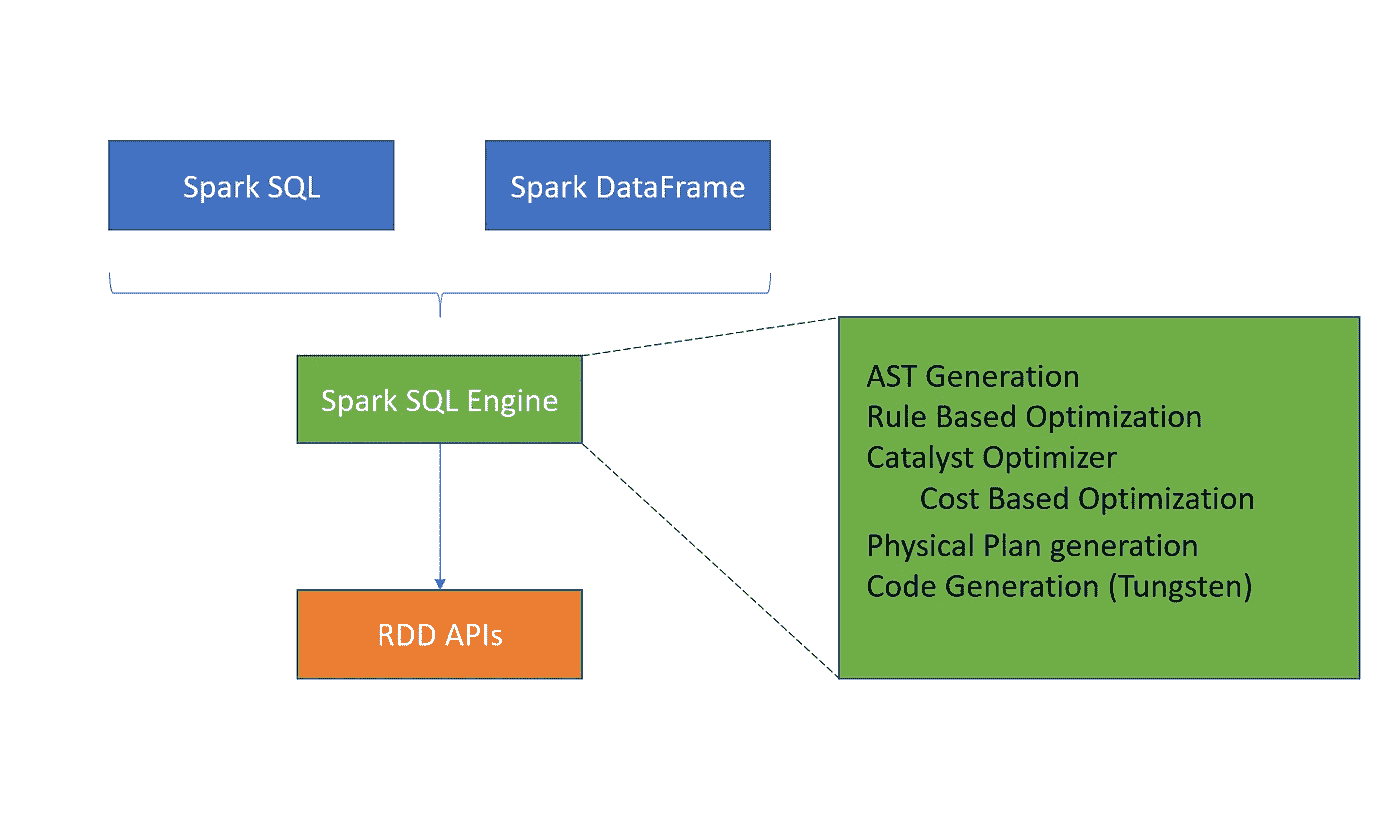 Spark SQL
Spark DataFrame
Spark SQL Engine
AST Generation
Rule Based Optimization
Catalyst Optimizer
Cost Based Optimization
Physical Plan generation
Code Generation (Tungsten)
RDD APIs